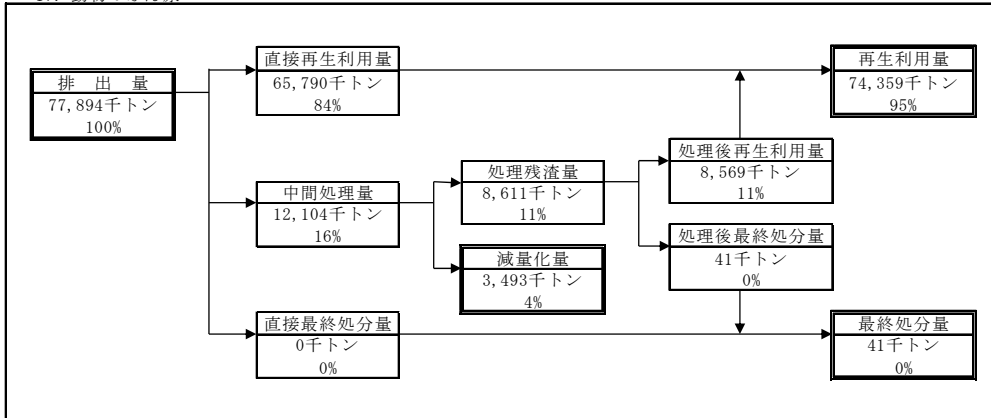 排　出　量
77,894千トン
100%
直接再生利用量
65,790千トン
84%
中間処理量
12,104千トン
16%
直接最終処分量
0千トン
0%
処理残渣量
8,611千トン
11%
減量化量
3,493千トン
4%
処理後再生利用量
8,569千トン
11%
処理後最終処分量
41千トン
0%
再生利用量
74,359千トン
95%
最終処分量
41千トン
0%